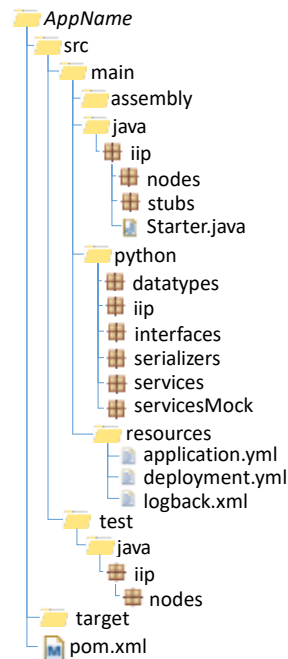 AppName
src
main
assembly
java
iip
nodes
stubs
Starter.java
python
datatypes
iip
interfaces
serializers
services
servicesMock
resources
application.yml
deployment.yml
logback.xml
test
java
iip
nodes
target
pom.xml